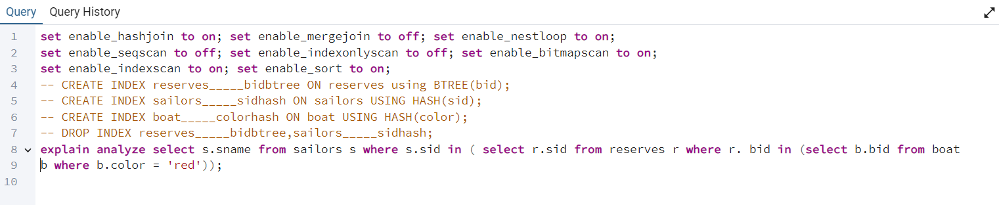 Query Query History
1 set enable_hashjoin to on; set enable_mergejoin to off; set enable_nestloop to on;
2 set enable_seqscan to off; set enable_indexonlyscan to off; set enable_bitmapscan to on;
3 set enable_indexscan to on; set enable_sort to on;
4 -- CREATE INDEX reserves_____bidbtree ON reserves using BTREE(bid);
5 -- CREATE INDEX sailors_____sidhash ON sailors USING HASH(sid);
6 -- CREATE INDEX boat_____colorhash ON boat USING HASH(color);
7 -- DROP INDEX reserves_____bidbtree,sailors_____sidhash;
8 explain analyze select s.sname from sailors s where s.sid in ( select r.sid from reserves r where r. bid in (select b.bid from boat
9 b where b.color = 'red'));
10